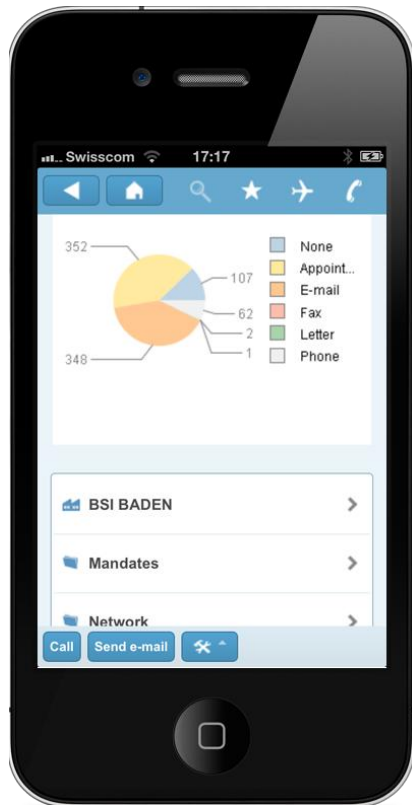 Swisscom 17:17
352
107
62
2
1
348
None
Appoint...
E-mail
Fax
Letter
Phone
BSI BADEN
Mandates
Network
Call Send e-mail